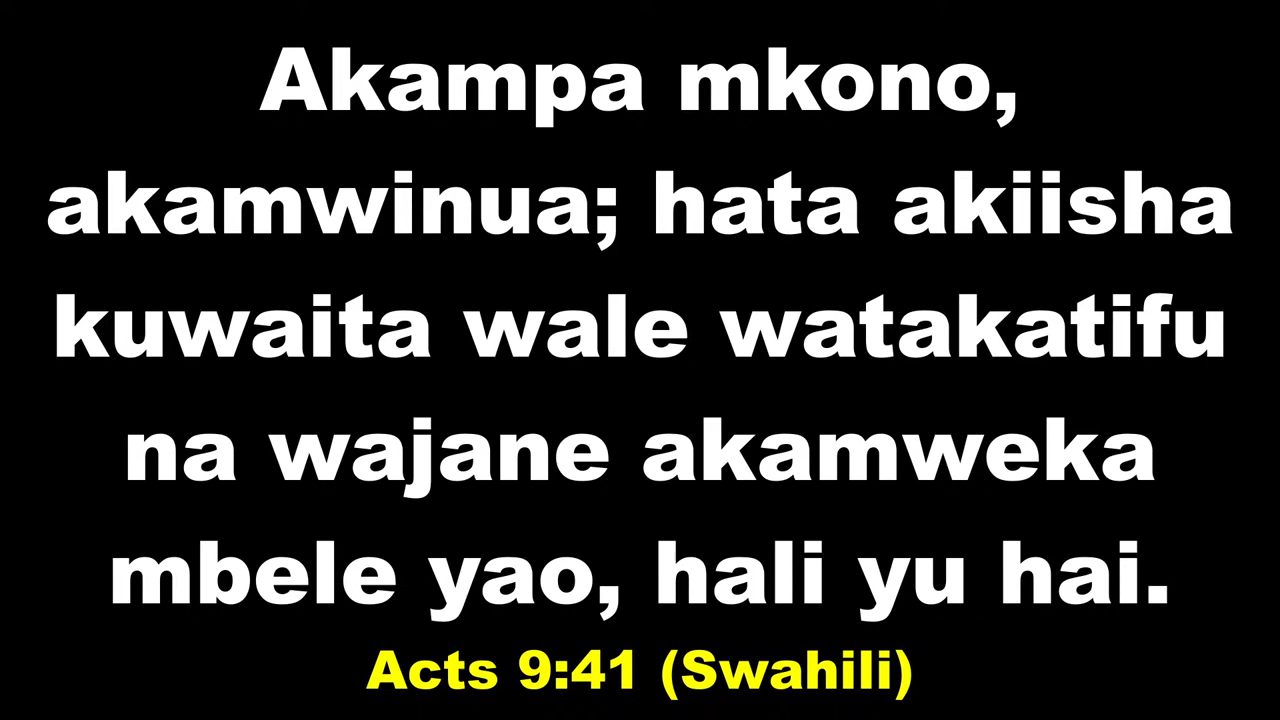 Akampa mkono,
akamwinua; hata akiisha
kuwaita wale watakatifu
na wajane akamweka
mbele yao, hali yu hai.
Acts 9:41 (Swahili)